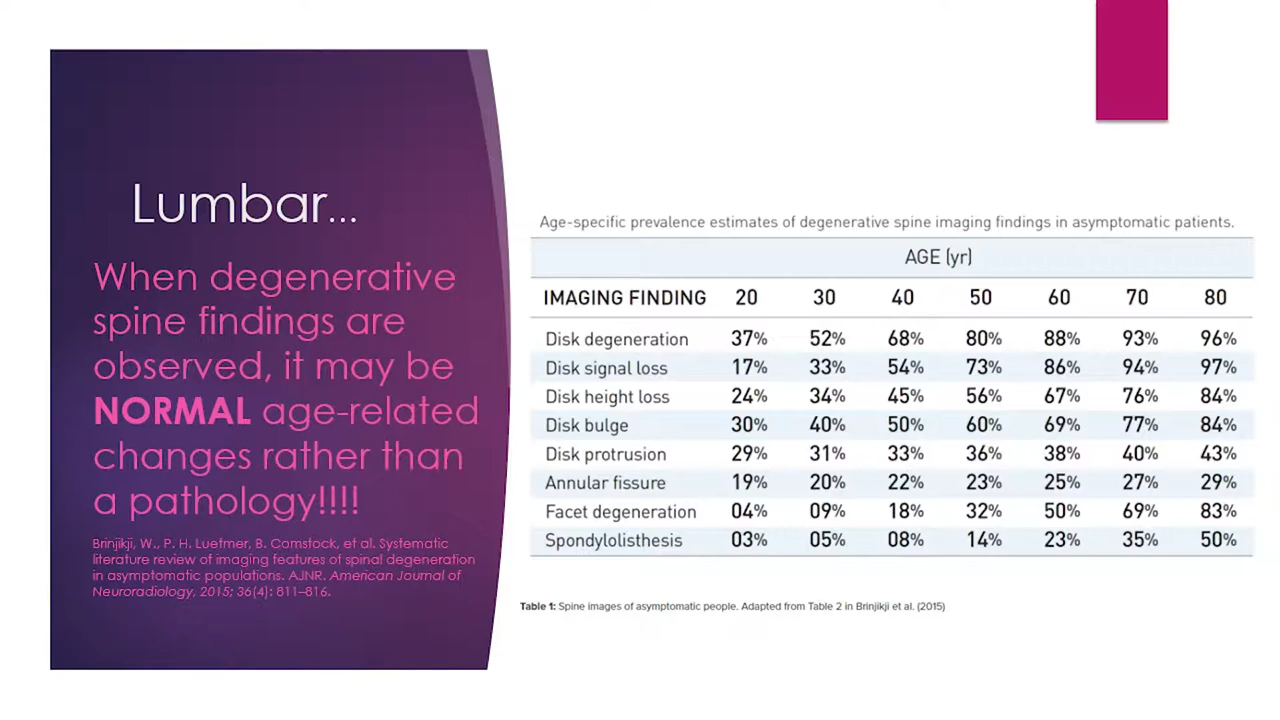 Lumbar...
When degenerative
spine findings are
observed, it may be
NORMAL age-related
changes rather than
a pathology!!!!
Brinjikji, W., P. H. Luetmer, B. Comstock, et al. Systematic
literature review of imaging features of spinal degeneration
in asymptomatic populations. AJNR. American Journal of
Neuroradiology, 2015; 36(4): 811–816.
Age-specific prevalence estimates of degenerative spine imaging findings in asymptomatic patients.
AGE (yr)
IMAGING FINDING 20 30 40 50 60 70 80
Disk degeneration 37% 52% 68% 80% 88% 93% 96%
Disk signal loss 17% 33% 54% 73% 86% 94% 97%
Disk height loss 24% 34% 45% 56% 67% 76% 84%
Disk bulge 30% 40% 50% 60% 69% 77% 84%
Disk protrusion 29% 31% 33% 36% 38% 40% 43%
Annular fissure 19% 20% 22% 23% 25% 27% 29%
Facet degeneration 04% 09% 18% 32% 50% 69% 83%
Spondylolisthesis 03% 05% 08% 14% 23% 35% 50%
Table 1: Spine images of asymptomatic people. Adapted from Table 2 in Brinjikji et al. (2015)